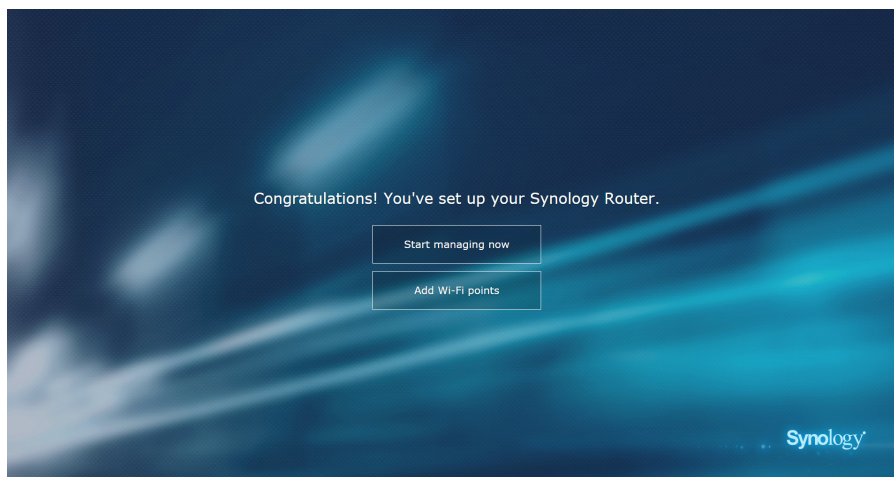 Congratulations! You've set up your Synology Router.
Start managing now
Add Wi-Fi points
Synology